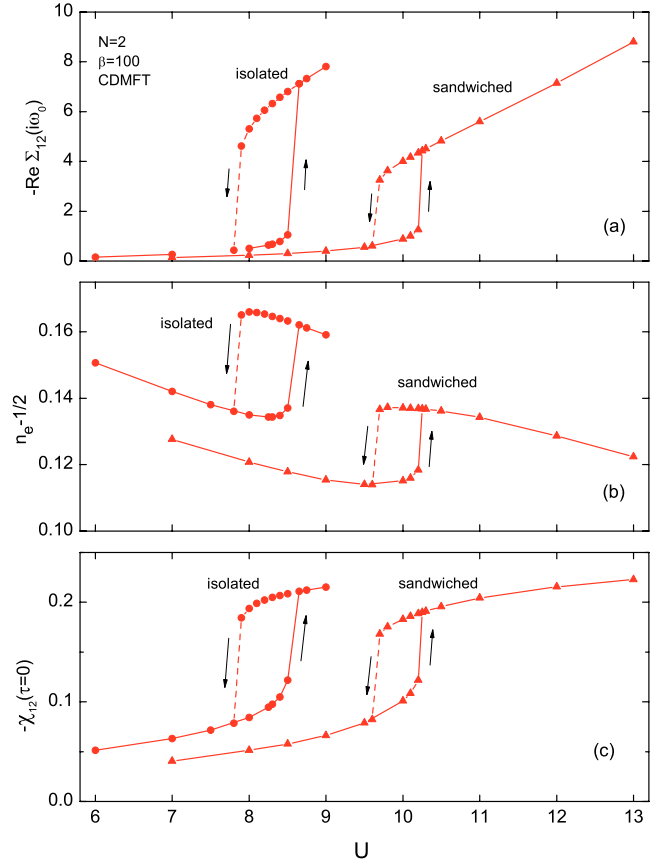 8
6
4
2
0
-Re Σ12(iω0)
N=2
β=100
CDMFT
isolated
sandwiched
(a)
0.16
0.14
0.12
0.10
ne-1/2
isolated
sandwiched
(b)
0.2
0.1
0.0
-χ12(τ=0)
isolated
sandwiched
(c)
6 7 8 9 10 11 12 13
U